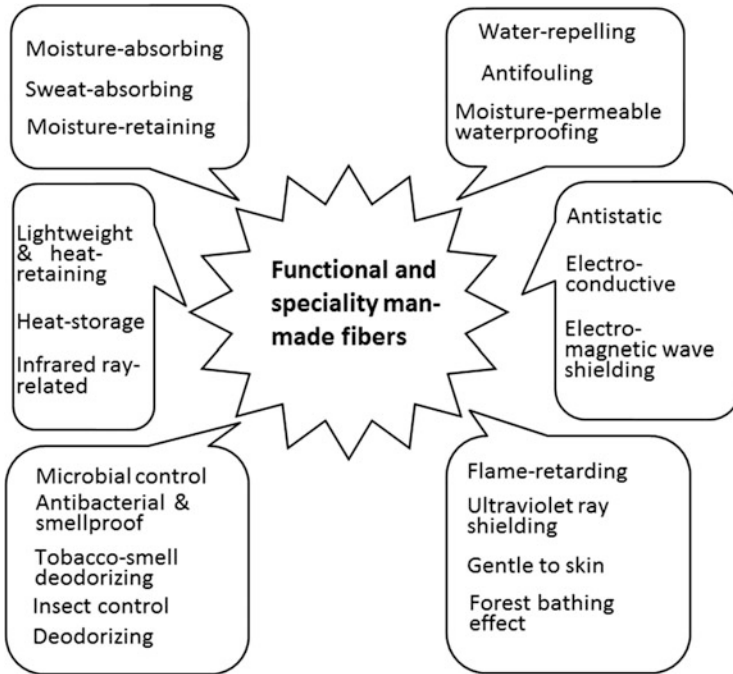 Moisture-absorbing
Sweat-absorbing
Moisture-retaining
Water-repelling
Antifouling
Moisture-permeable
waterproofing
Lightweight
& heat-
retaining
Heat-storage
Infrared ray-
related
Functional and
speciality man-
made fibers
Antistatic
Electro-
conductive
Electro-
magnetic wave
shielding
Microbial control
Antibacterial &
smellproof
Tobacco-smell
deodorizing
Insect control
Deodorizing
Flame-retarding
Ultraviolet ray
shielding
Gentle to skin
Forest bathing
effect